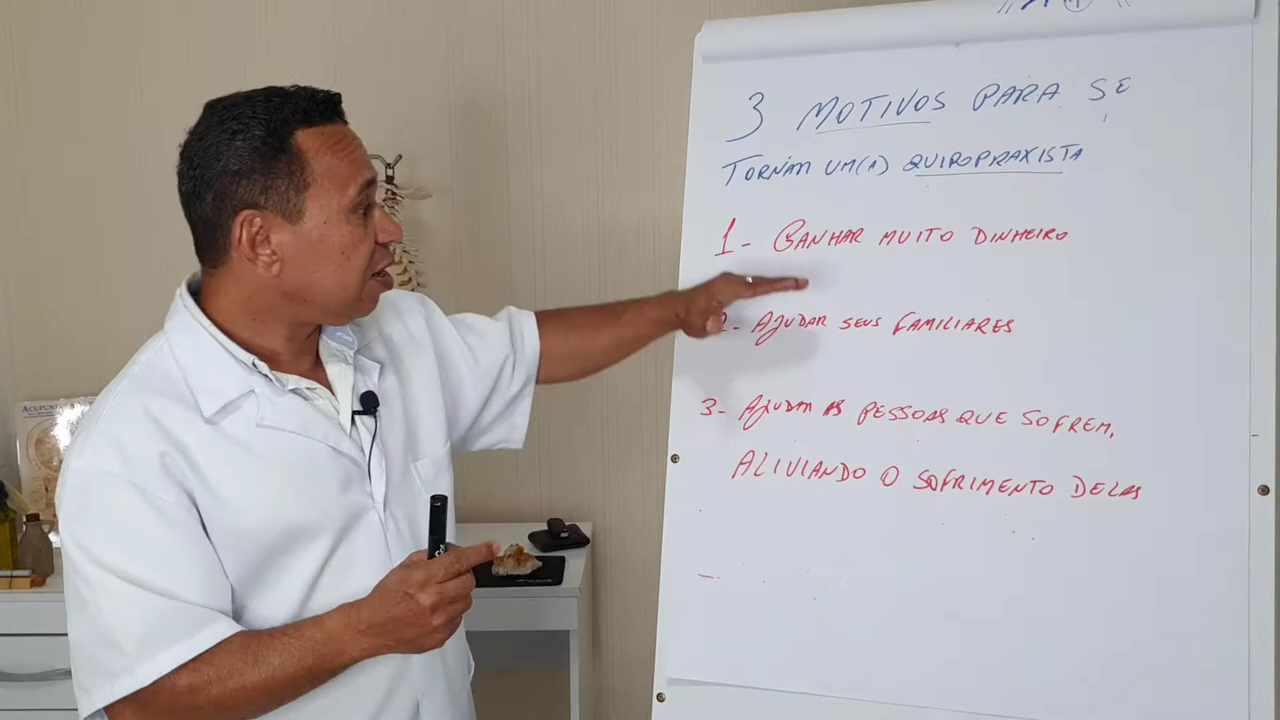 3 MOTIVOS PARA SE
TORNAR UM(A) QUIROPRAXISTA
1- GANHAR MUITO DINHEIRO
2- AJUDAR SEUS FAMILIARES
3- AJUDAR AS PESSOAS QUE SOFREM,
ALIVIANDO O SOFRIMENTO DELAS